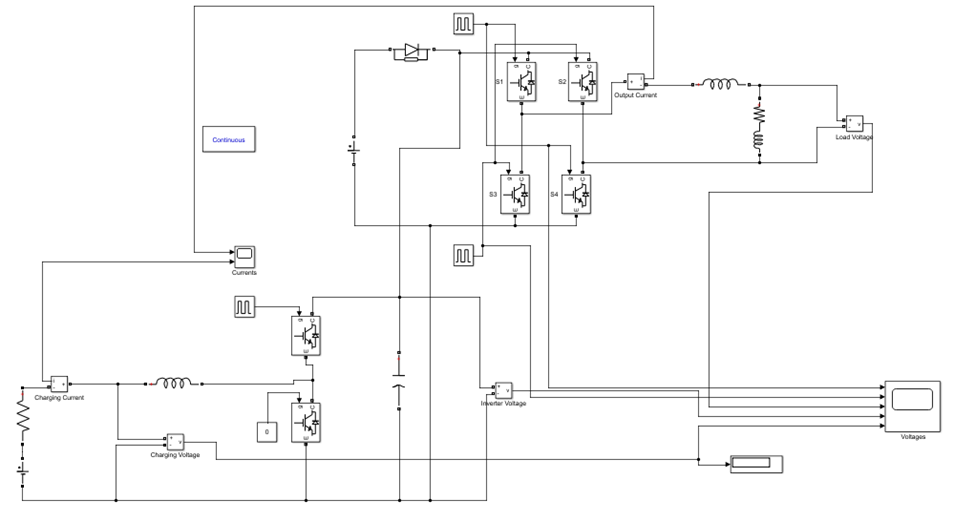 S1
S2
Output Current
Continuous
Load Voltage
S3
S4
Currents
Charging Current
Inverter Voltage
0
Charging Voltage
Voltages